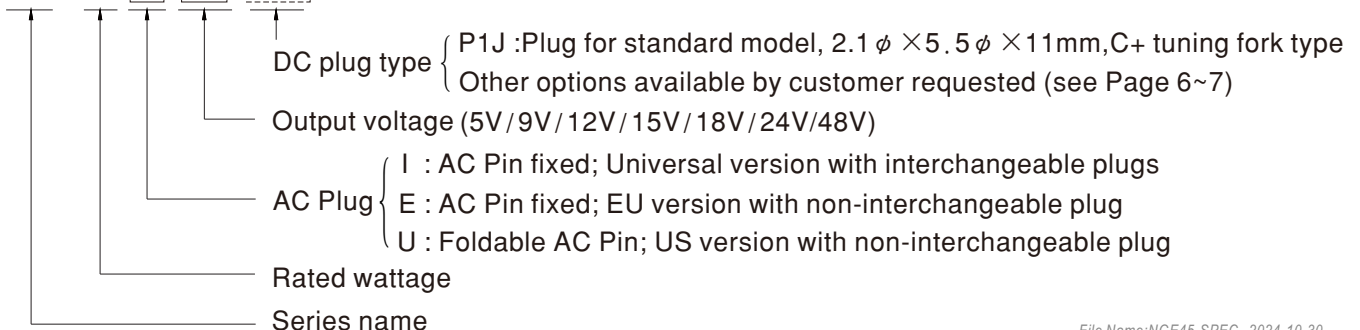 DC plug type { P1J :Plug for standard model, 2.1φ×5.5φ×11mm,C+ tuning fork type
Other options available by customer requested (see Page 6~7)
Output voltage (5V/9V/12V/15V/18V/24V/48V)
AC Plug { I : AC Pin fixed; Universal version with interchangeable plugs
E : AC Pin fixed; EU version with non-interchangeable plug
U : Foldable AC Pin; US version with non-interchangeable plug
Rated wattage
Series name
File Name:NGE45-SPEC 2024-10-30